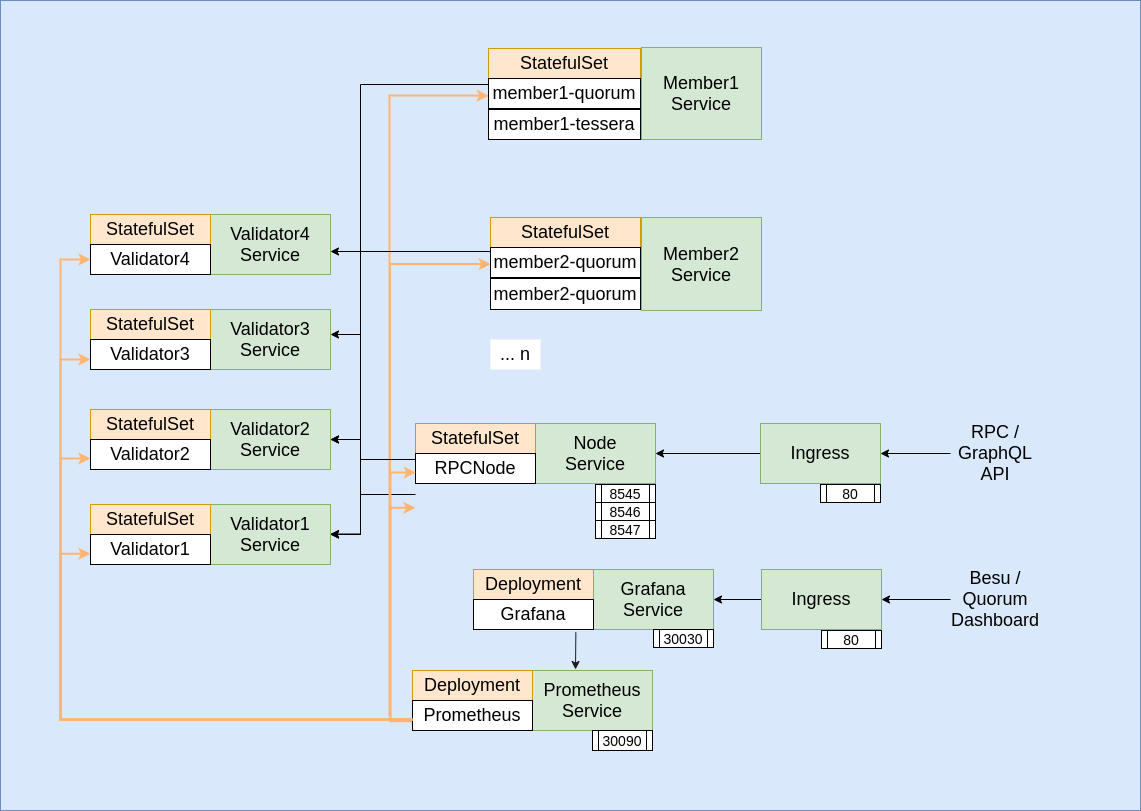 StatefulSet
member1-quorum
member1-tessera
Member1
Service
StatefulSet
Validator4
Validator4
Service
StatefulSet
member2-quorum
member2-quorum
Member2
Service
StatefulSet
Validator3
Validator3
Service
... n
StatefulSet
Validator2
Validator2
Service
StatefulSet
RPCNode
Node
Service
8545
8546
8547
Ingress
80
RPC /
GraphQL
API
StatefulSet
Validator1
Validator1
Service
Deployment
Grafana
Grafana
Service
30030
Ingress
80
Besu /
Quorum
Dashboard
Deployment
Prometheus
Prometheus
Service
30090